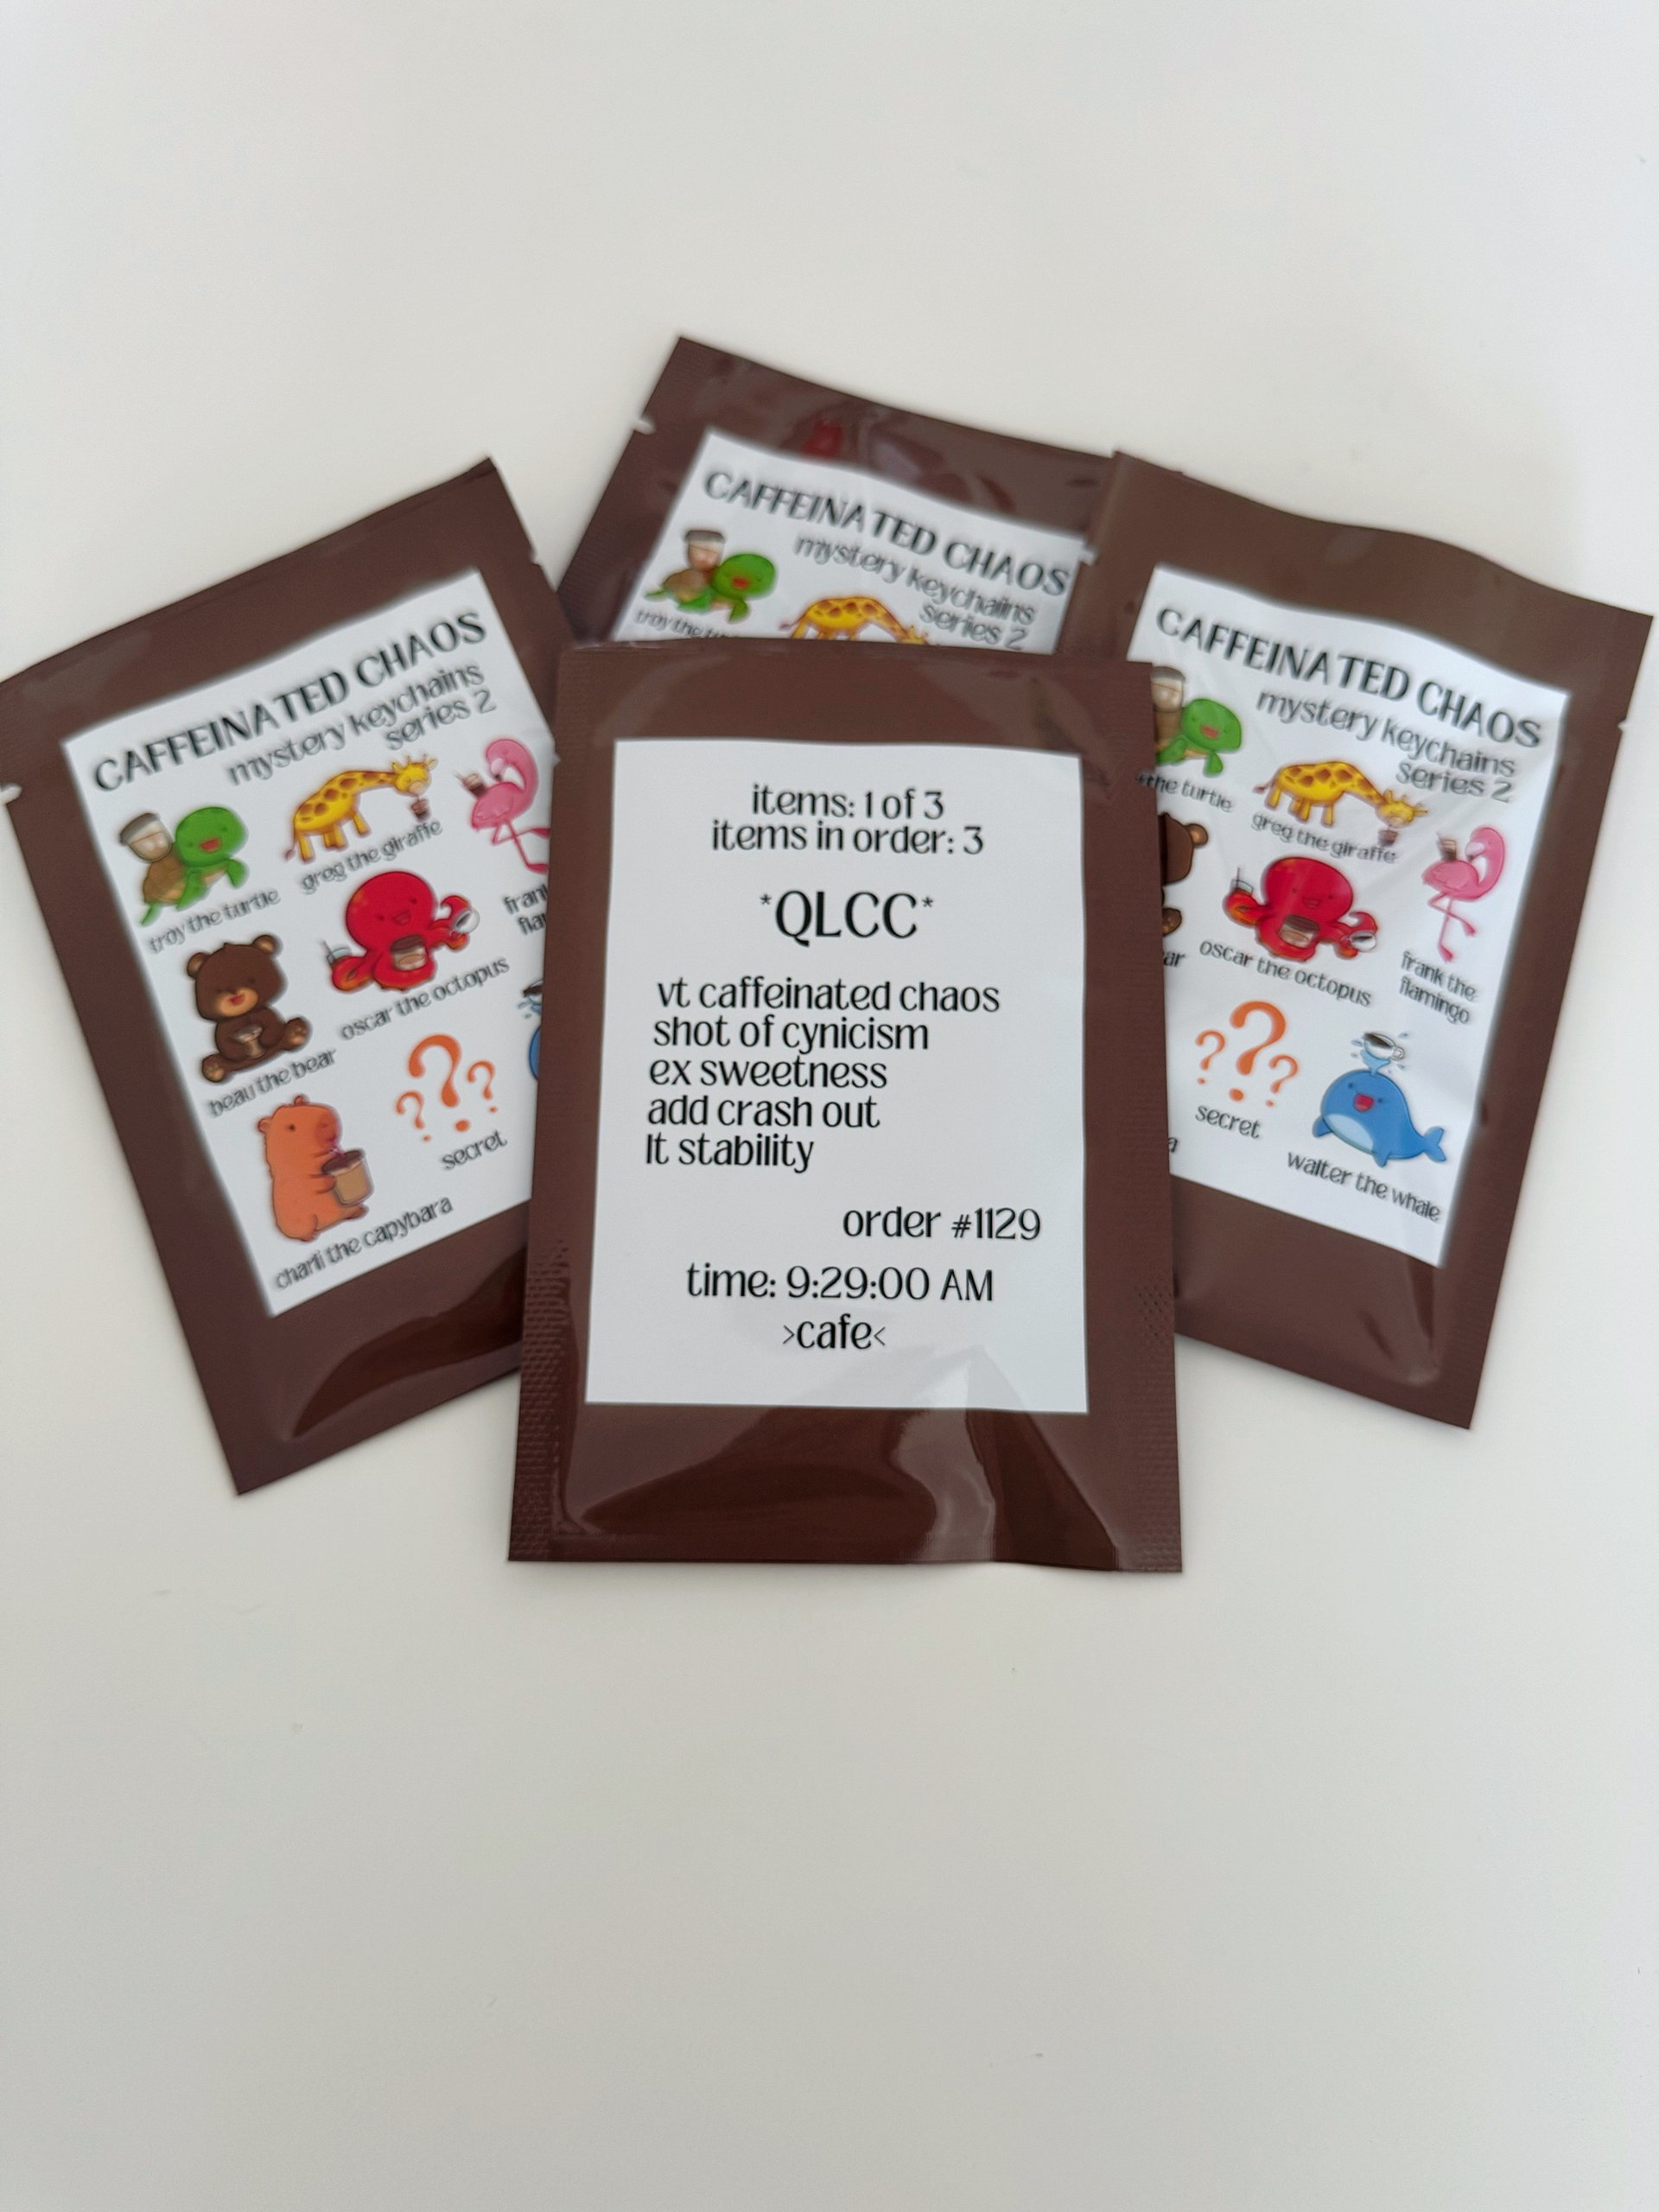 CAFFEINATED CHAOS
mystery keychains
series 2
troy the
CAFFEINATED CHAOS
mystery keychains
series 2
troy the turtle
greg the giraffe
oscar the octopus
beau the bear
secret
charli the capybara
CAFFEINATED CHAOS
mystery keychains
series 2
the turtle
greg the giraffe
oscar the octopus
frank the
flamingo
secret
walter the whale
items: 1 of 3
items in order: 3
*QLCC*
vt caffeinated chaos
shot of cynicism
ex sweetness
add crash out
lt stability
order #1129
time: 9:29:00 AM
>cafe<